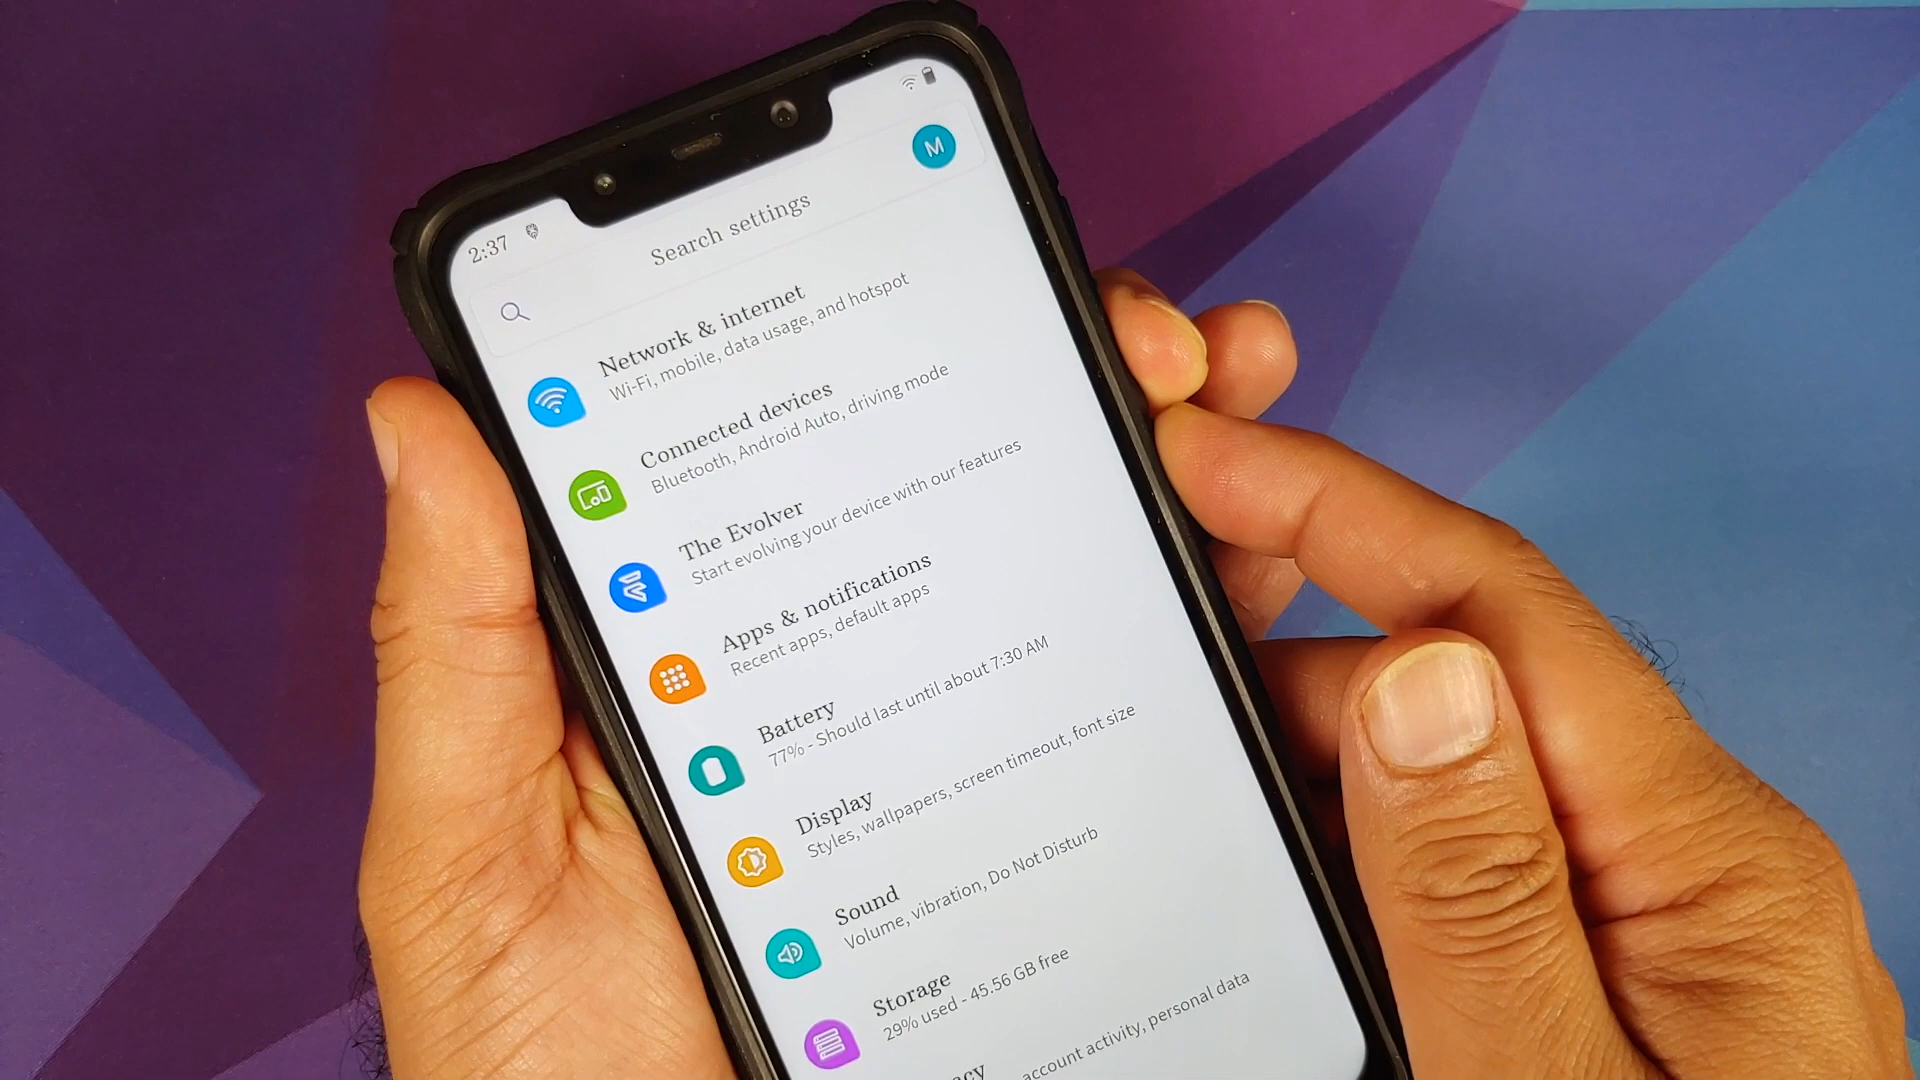 2:37
M
Search settings
Network & internet
Wi-Fi, mobile, data usage, and hotspot
Connected devices
Bluetooth, Android Auto, driving mode
The Evolver
Start evolving your device with our features
Apps & notifications
Recent apps, default apps
Battery
77% - Should last until about 7:30 AM
Display
Styles, wallpapers, screen timeout, font size
Sound
Volume, vibration, Do Not Disturb
Storage
29% used - 45.56 GB free
account activity, personal data